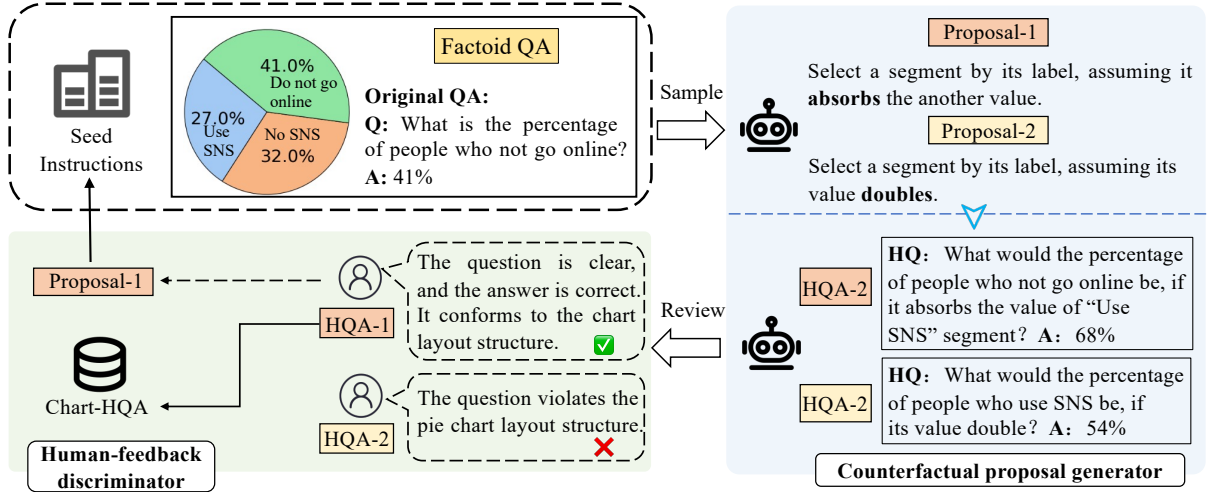 Seed
Instructions
41.0%
Do not go
online
27.0%
Use
SNS
No SNS
32.0%
Factoid QA
Original QA:
Q: What is the percentage
of people who not go online?
A: 41%
Sample
Proposal-1
Select a segment by its label, assuming it
absorbs the another value.
Proposal-2
Select a segment by its label, assuming its
value doubles.
HQA-2
HQ：What would the percentage
of people who not go online be, if
it absorbs the value of “Use
SNS” segment? A：68%
HQA-2
HQ：What would the percentage
of people who use SNS be, if
its value double? A：54%
Counterfactual proposal generator
Review
Proposal-1
HQA-1
The question is clear,
and the answer is correct.
It conforms to the chart
layout structure.
Chart-HQA
HQA-2
The question violates the
pie chart layout structure.
Human-feedback
discriminator